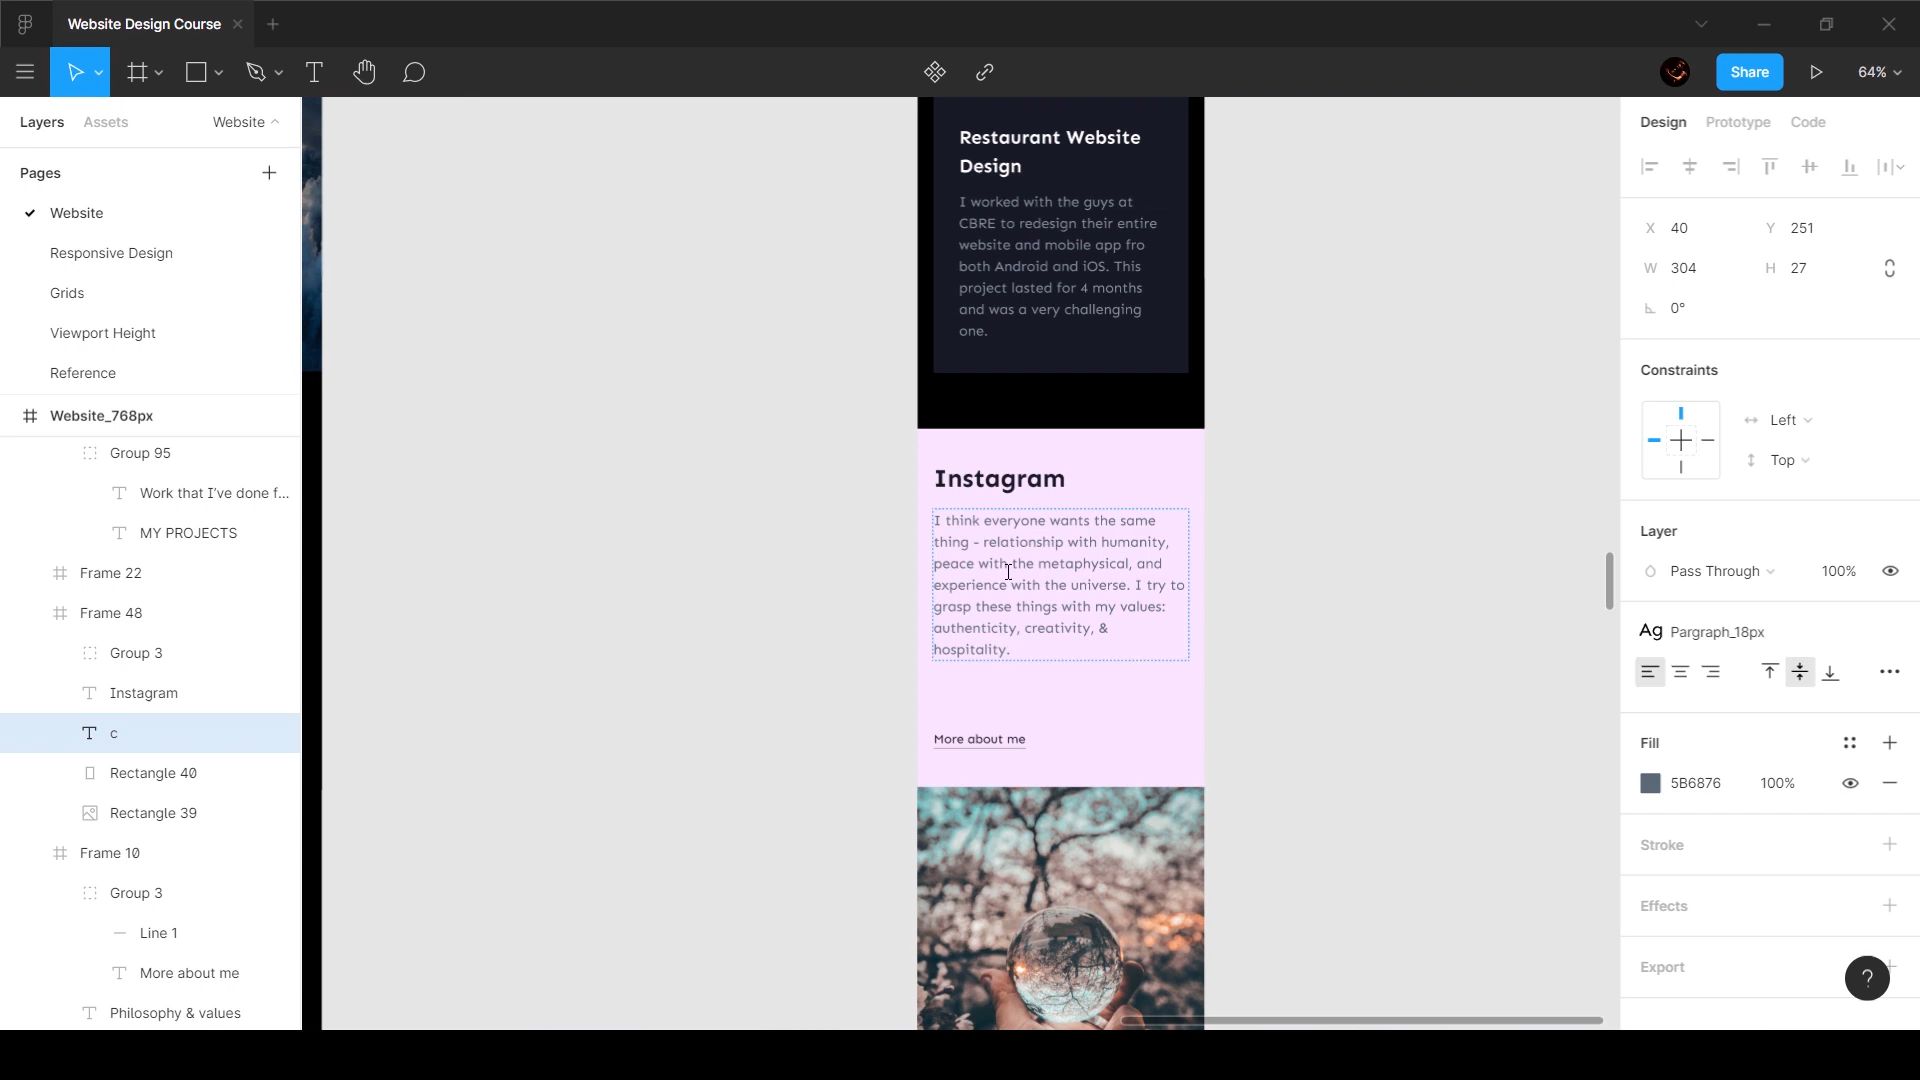 Website Design Course
Share
64%
Layers
Assets
Website
Pages
Website
Responsive Design
Grids
Viewport Height
Reference
Website_768px
Group 95
Work that I've done f...
MY PROJECTS
Frame 22
Frame 48
Group 3
Instagram
c
Rectangle 40
Rectangle 39
Frame 10
Group 3
Line 1
More about me
Philosophy & values
Restaurant Website
Design
I worked with the guys at
CBRE to redesign their entire
website and mobile app fro
both Android and iOS. This
project lasted for 4 months
and was a very challenging
one.
Instagram
I think everyone wants the same
thing - relationship with humanity,
peace with the metaphysical, and
experience with the universe. I try to
grasp these things with my values:
authenticity, creativity, &
hospitality.
More about me
Design
Prototype
Code
X 40
Y 251
W 304
H 27
0°
Constraints
Left
Top
Layer
Pass Through
100%
Ag Pargraph_18px
Fill
5B6876
100%
Stroke
Effects
Export
?